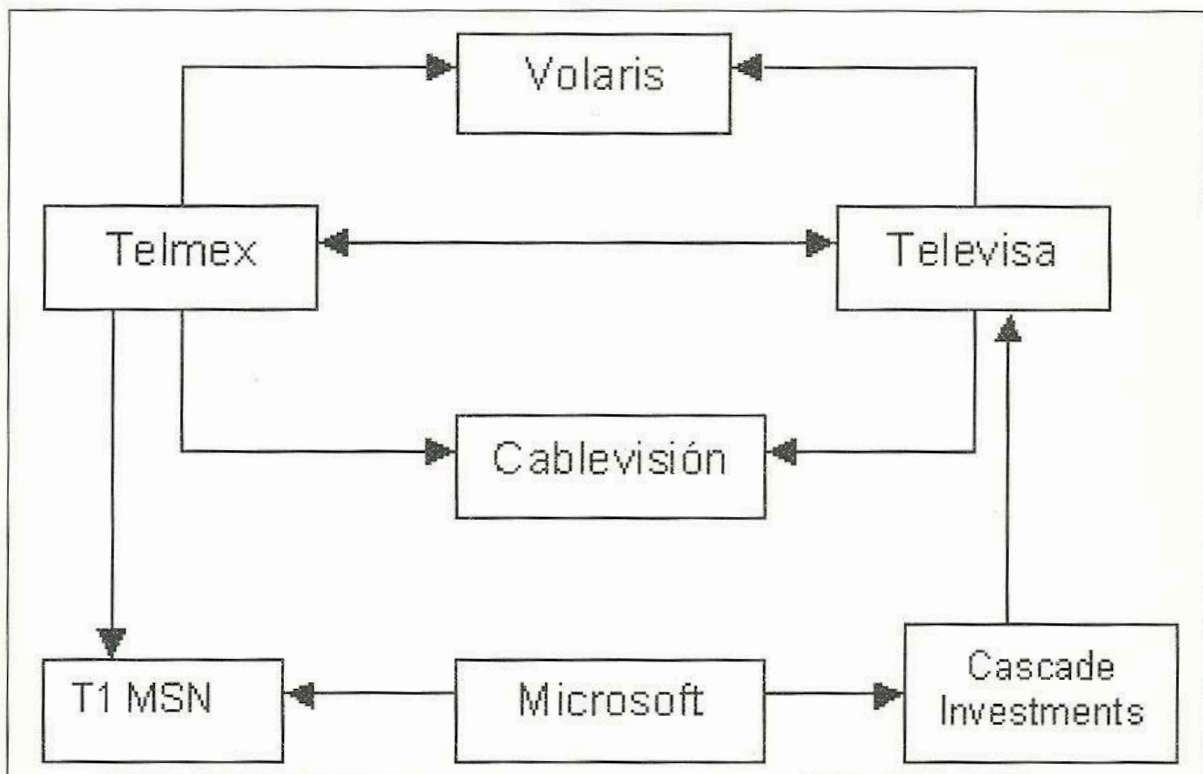 Volaris
Telmex
Televisa
Cablevisión
T1 MSN
Microsoft
Cascade
Investments